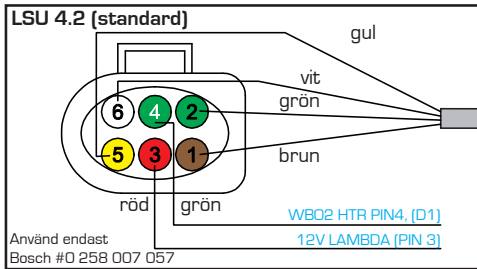 LSU 4.2 (standard)
gul
vit
grön
6 4 2
5 3 1
brun
röd grön
WBO2 HTR PIN4, (D1)
12V LAMBDA (PIN 3)
Använd endast
Bosch #0 258 007 057